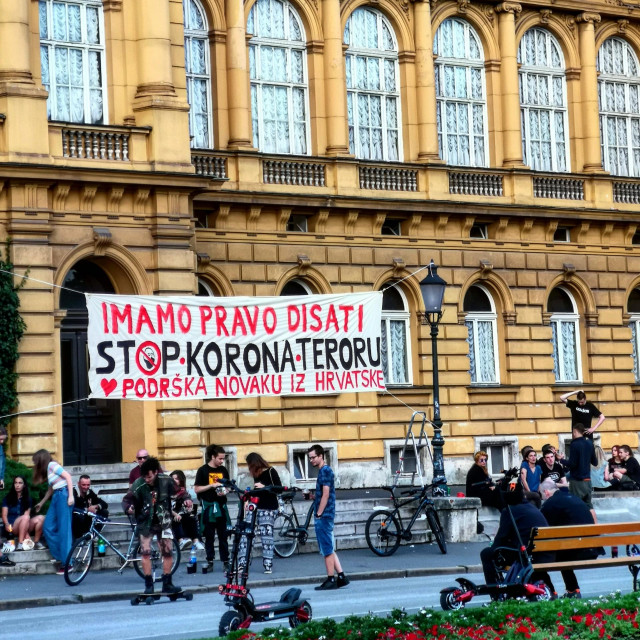 IMAMO PRAVO DISATI
STOP·KORONA·TERORU
PODRŠKA NOVAKU IZ HRVATSKE